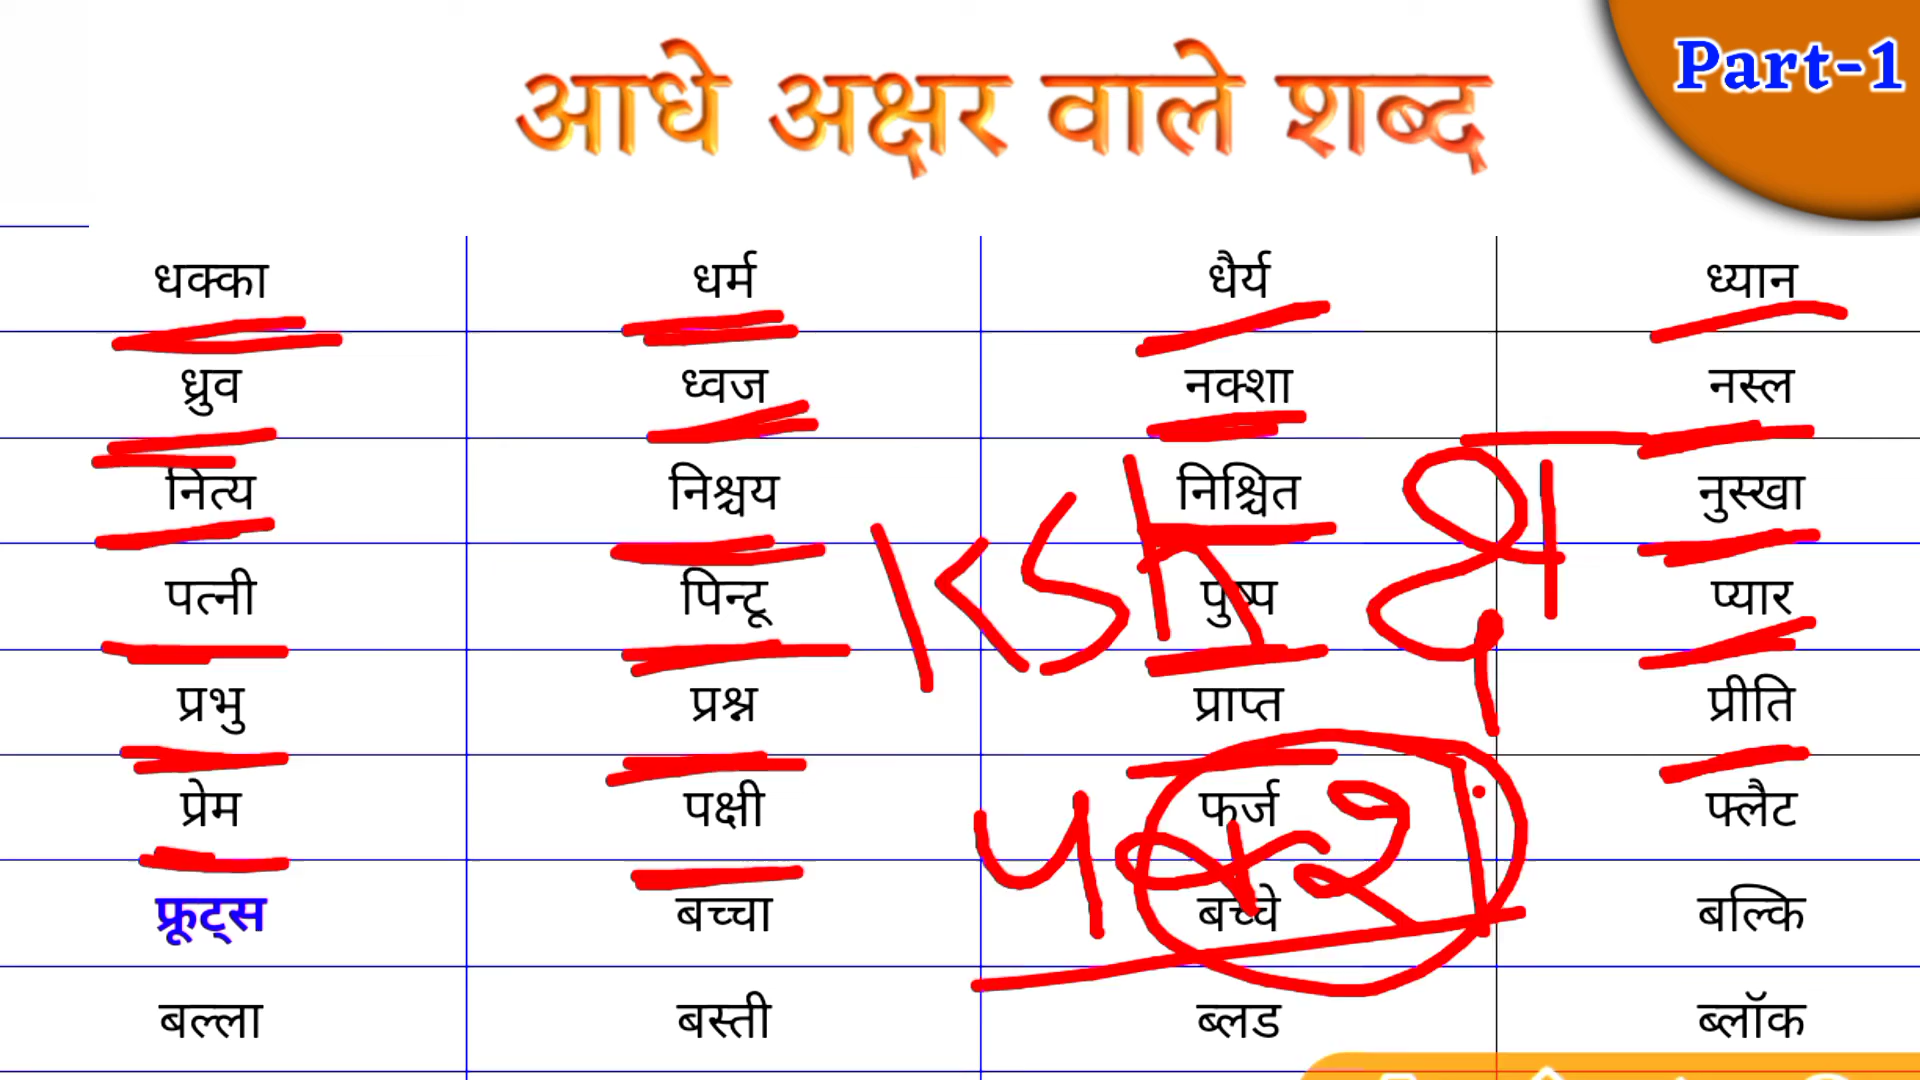 आधे अक्षर वाले शब्द
Part-1
धक्का धर्म धैर्य ध्यान
ध्रुव ध्वज नक्शा नस्ल
नित्य निश्चय निश्चित नुस्खा
पत्नी पिन्टू पुष्प प्यार
प्रभु प्रश्न प्राप्त प्रीति
प्रेम पक्षी फर्ज फ्लैट
फ्रूट्स बच्चा बच्चे बल्कि
बल्ला बस्ती ब्लड ब्लॉक
KSh